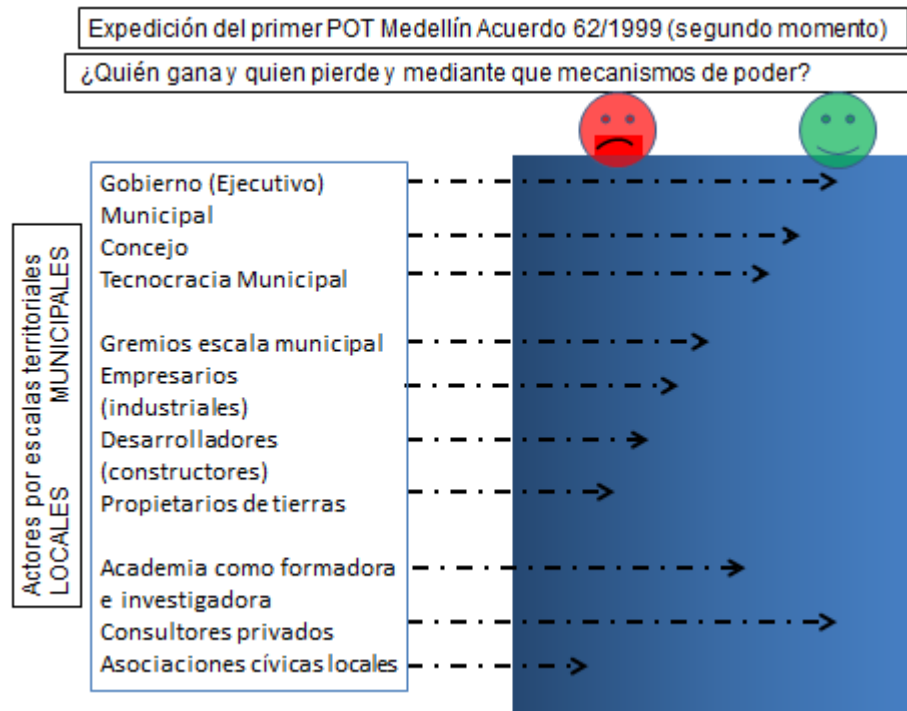 Expedición del primer POT Medellín Acuerdo 62/1999 (segundo momento)
¿Quién gana y quien pierde y mediante que mecanismos de poder?
Actores por escalas territoriales
LOCALES MUNICIPALES
Gobierno (Ejecutivo)
Municipal
Concejo
Tecnocracia Municipal
Gremios escala municipal
Empresarios
(industriales)
Desarrolladores
(constructores)
Propietarios de tierras
Academia como formadora
e investigadora
Consultores privados
Asociaciones cívicas locales